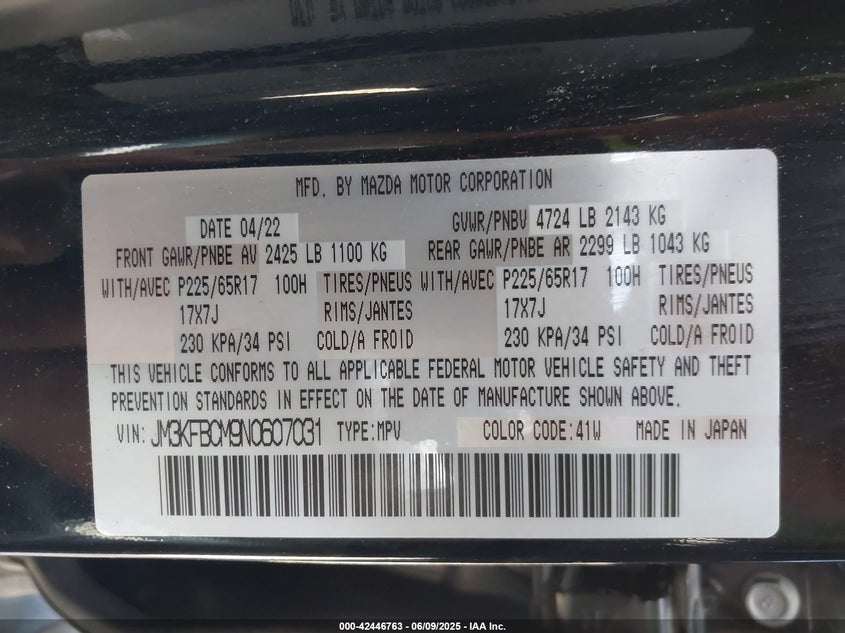 MFD. BY MAZDA MOTOR CORPORATION
DATE 04/22 GVWR/PNBV 4724 LB 2143 KG
FRONT GAWR/PNBE AV 2425 LB 1100 KG REAR GAWR/PNBE AR 2299 LB 1043 KG
WITH/AVEC P225/65R17 100H TIRES/PNEUS WITH/AVEC P225/65R17 100H TIRES/PNEUS
17X7J RIMS/JANTES 17X7J RIMS/JANTES
230 KPA/34 PSI COLD/A FROID 230 KPA/34 PSI COLD/A FROID
THIS VEHICLE CONFORMS TO ALL APPLICABLE FEDERAL MOTOR VEHICLE SAFETY AND THEFT
PREVENTION STANDARDS IN EFFECT ON THE DATE OF MANUFACTURE SHOWN ABOVE.
VIN: JM3KFBCM9N0607031 TYPE:MPV COLOR CODE:41W MADE IN JAPAN
000-42446763 - 06/09/2025 - IAA Inc.